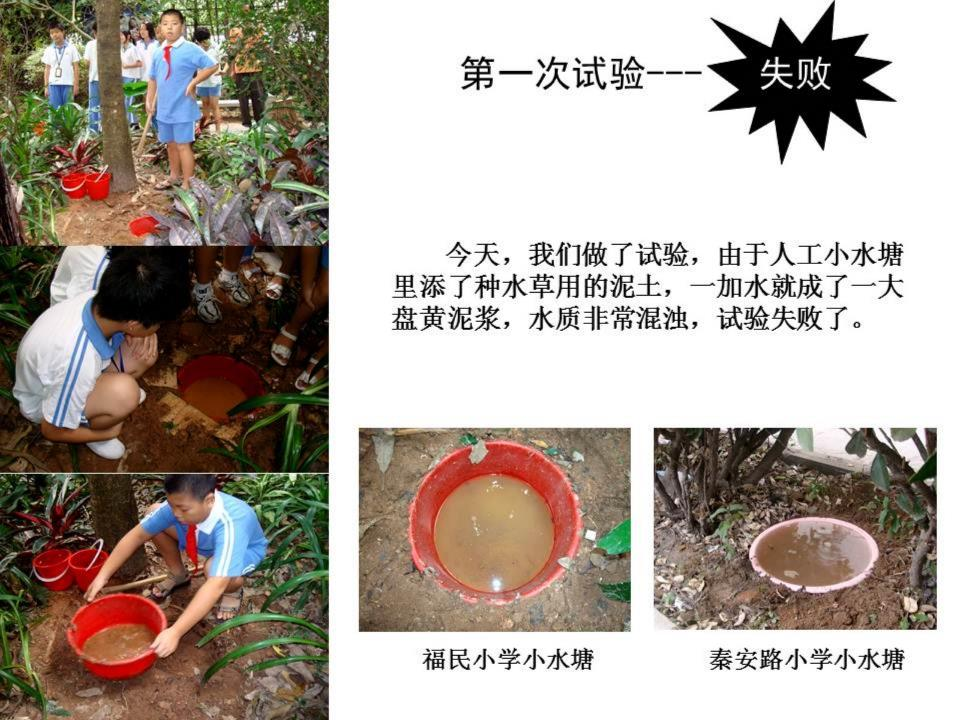 第一次试验---失败
今天，我们做了试验，由于人工小水塘
里添了种水草用的泥土，一加水就成了一大
盘黄泥浆，水质非常混浊，试验失败了。
福民小学小水塘
秦安路小学小水塘